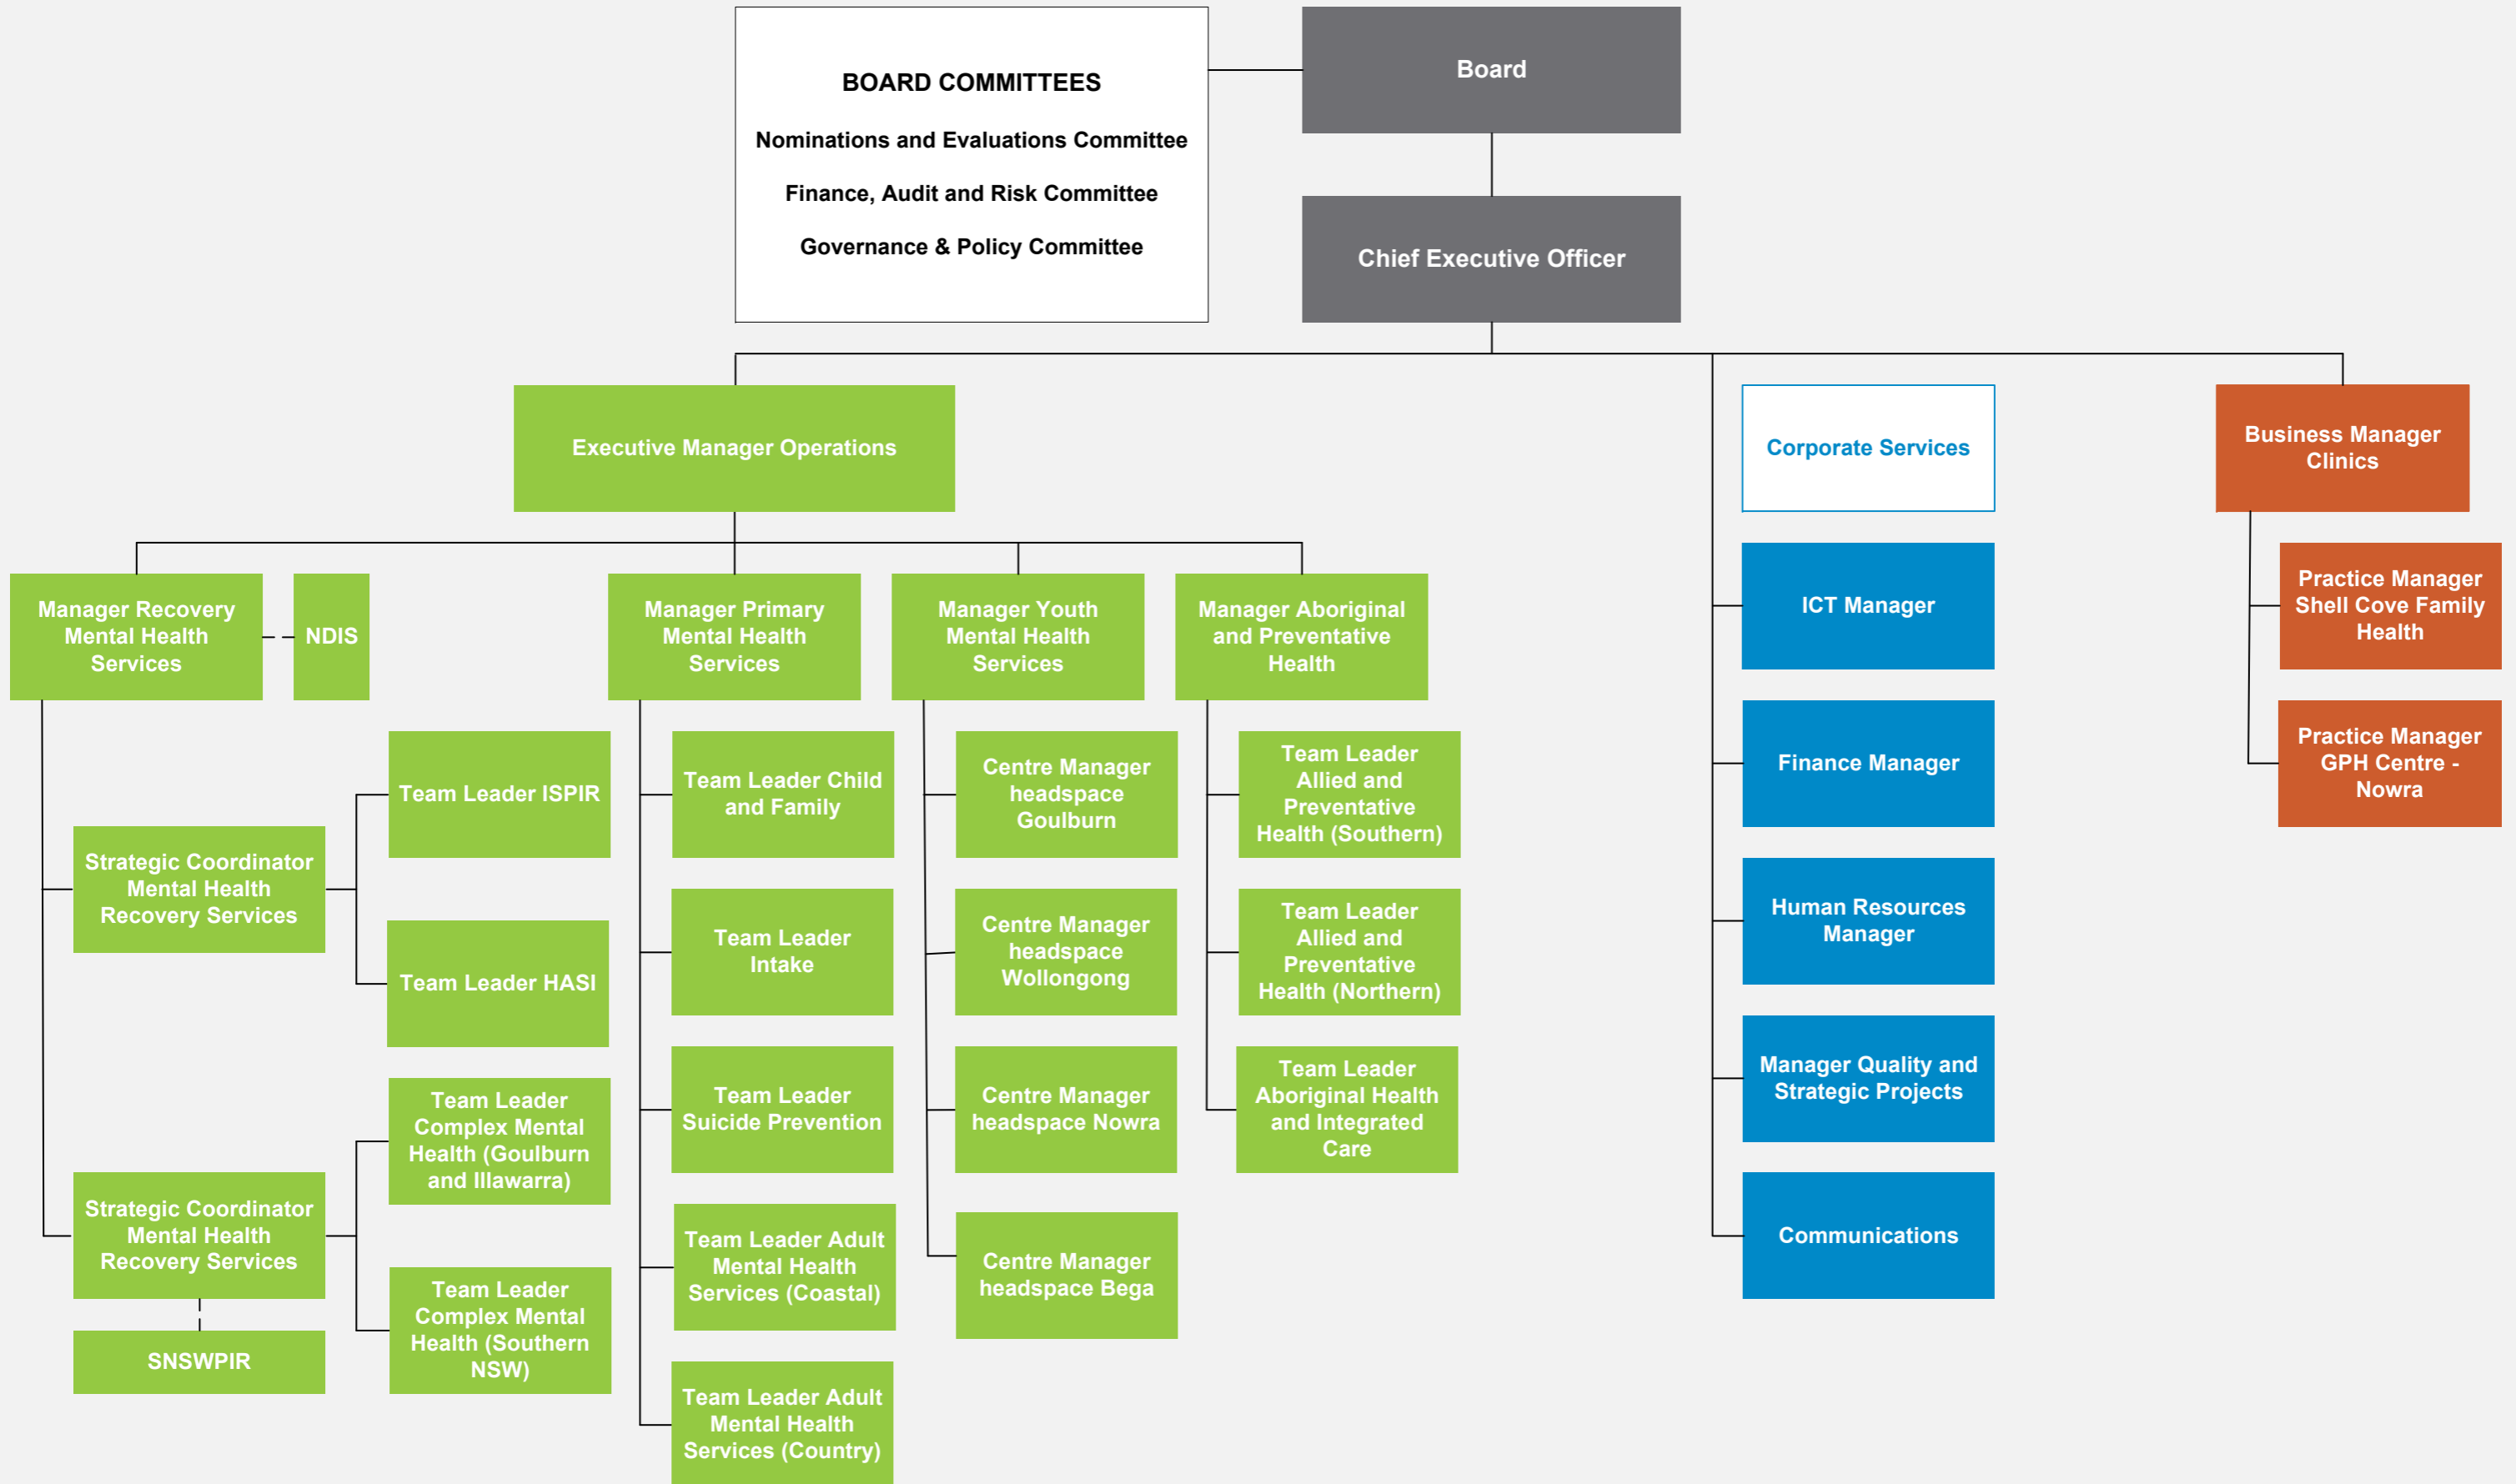 BOARD COMMITTEES
Nominations and Evaluations Committee
Finance, Audit and Risk Committee
Governance & Policy Committee
Board
Chief Executive Officer
Executive Manager Operations
Corporate Services
Business Manager
Clinics
Manager Recovery
Mental Health
Services
NDIS
Manager Primary
Mental Health
Services
Manager Youth
Mental Health
Services
Manager Aboriginal
and Preventative
Health
ICT Manager
Practice Manager
Shell Cove Family
Health
Team Leader ISPIR
Team Leader Child
and Family
Centre Manager
headspace
Goulburn
Team Leader
Allied and
Preventative
Health (Southern)
Finance Manager
Practice Manager
GPH Centre -
Nowra
Strategic Coordinator
Mental Health
Recovery Services
Team Leader HASI
Team Leader
Intake
Centre Manager
headspace
Wollongong
Team Leader
Allied and
Preventative
Health (Northern)
Human Resources
Manager
Team Leader
Complex Mental
Health (Goulburn
and Illawarra)
Team Leader
Suicide Prevention
Centre Manager
headspace Nowra
Team Leader
Aboriginal Health
and Integrated
Care
Manager Quality and
Strategic Projects
Strategic Coordinator
Mental Health
Recovery Services
Team Leader
Complex Mental
Health (Southern
NSW)
Team Leader Adult
Mental Health
Services (Coastal)
Centre Manager
headspace Bega
Communications
SNSWPIR
Team Leader Adult
Mental Health
Services (Country)